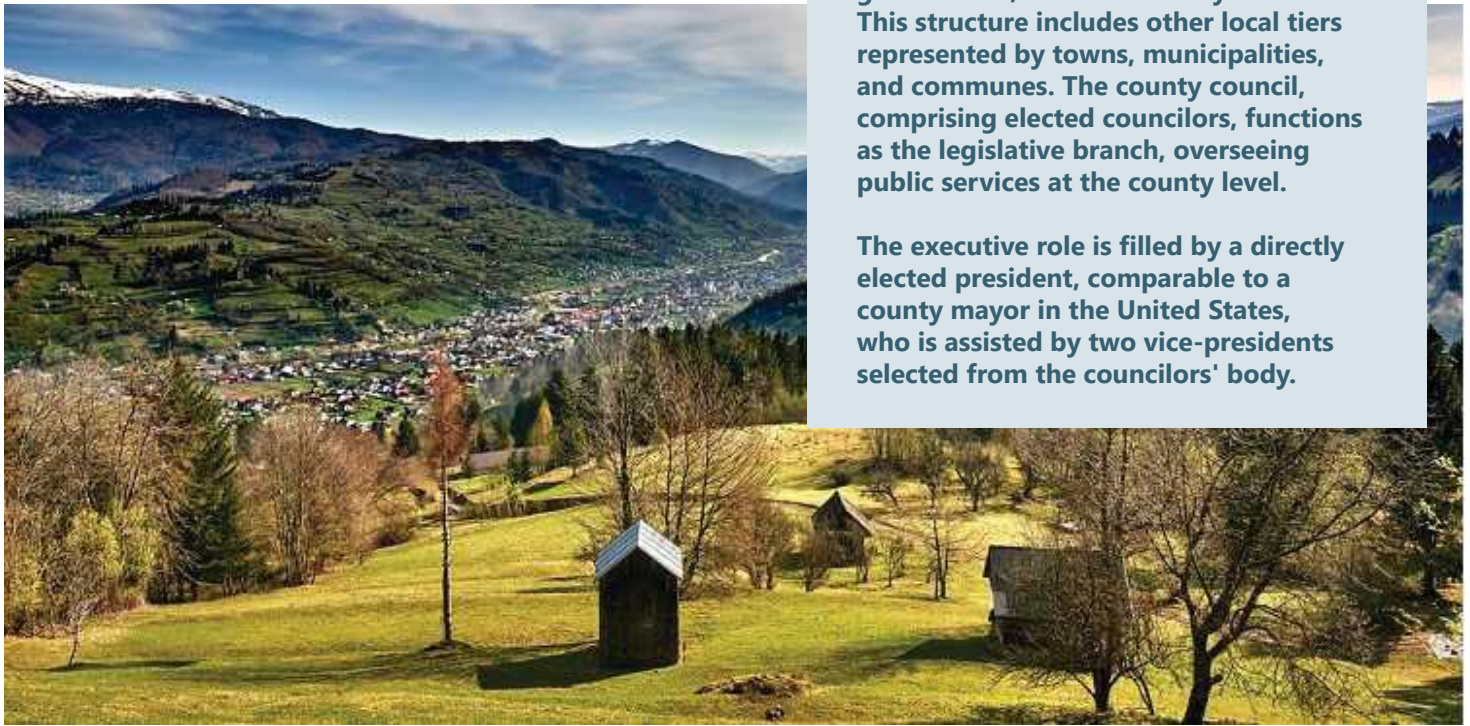 This structure includes other local tiers
represented by towns, municipalities,
and communes. The county council,
comprising elected councilors, functions
as the legislative branch, overseeing
public services at the county level.
The executive role is filled by a directly
elected president, comparable to a
county mayor in the United States,
who is assisted by two vice-presidents
selected from the councilors' body.